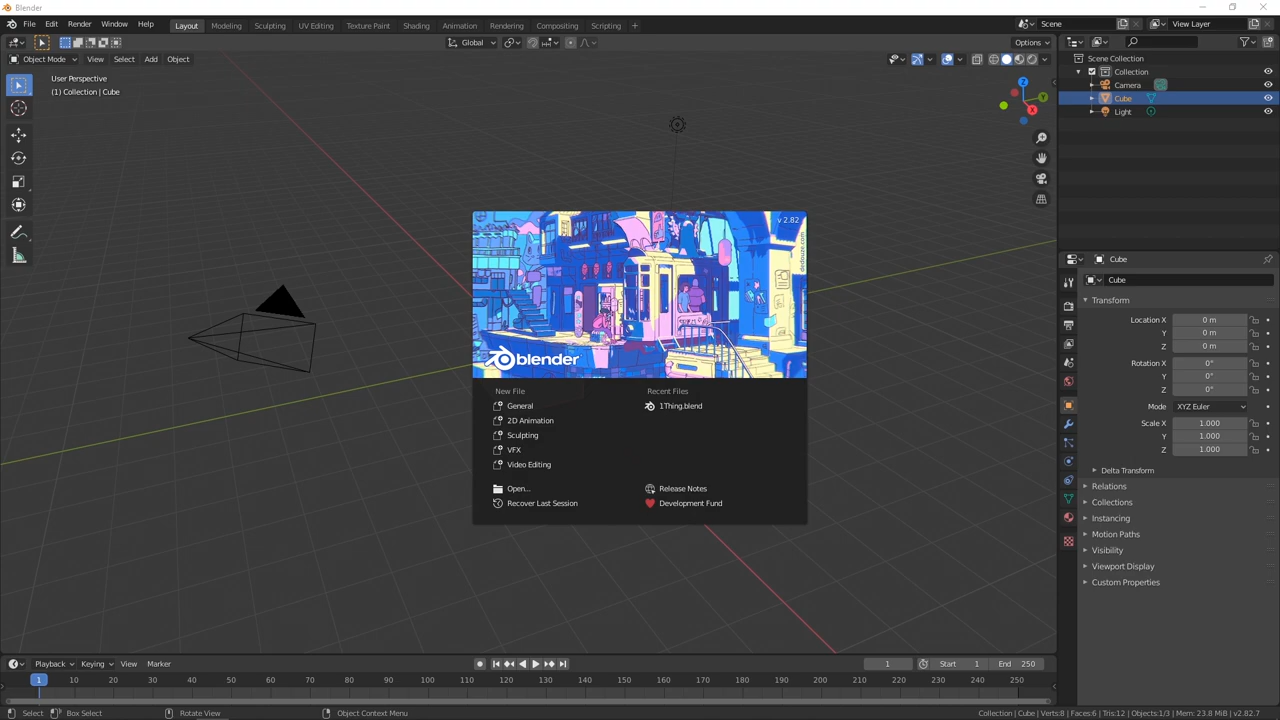 Blender
File Edit Render Window Help
Layout Modeling Sculpting UV Editing Texture Paint Shading Animation Rendering Compositing Scripting +
Scene
View Layer
Global
Options
Object Mode View Select Add Object
User Perspective
(1) Collection | Cube
Z
Y
X
Scene Collection
Collection
Camera
Cube
Light
v 2.82
dedouze.com
blender
New File
General
2D Animation
Sculpting
VFX
Video Editing
Open...
Recover Last Session
Recent Files
1Thing.blend
Release Notes
Development Fund
Cube
Cube
Transform
Location X 0 m
Y 0 m
Z 0 m
Rotation X 0°
Y 0°
Z 0°
Mode XYZ Euler
Scale X 1.000
Y 1.000
Z 1.000
Delta Transform
Relations
Collections
Instancing
Motion Paths
Visibility
Viewport Display
Custom Properties
Playback Keying View Marker
1
Start 1
End 250
1 10 20 30 40 50 60 70 80 90 100 110 120 130 140 150 160 170 180 190 200 210 220 230 240 250
Select Box Select Rotate View Object Context Menu
Collection | Cube | Verts:8 | Faces:6 | Tris:12 | Objects:1/3 | Mem: 23.8 MiB | v2.82.7